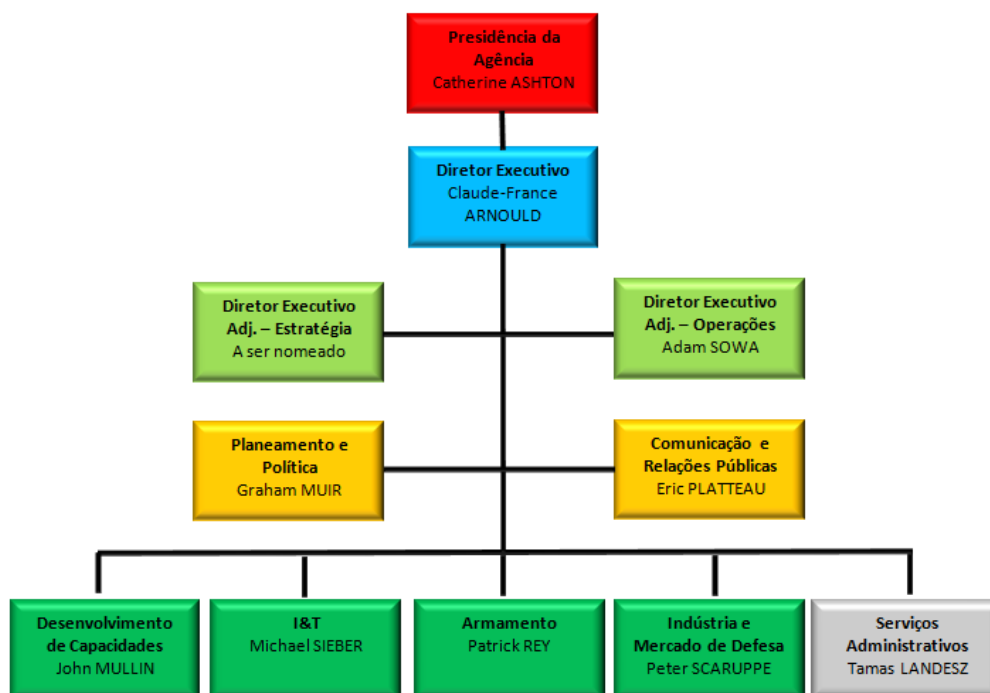 Presidência da
Agência
Catherine ASHTON
Diretor Executivo
Claude-France
ARNOULD
Diretor Executivo
Adj. – Estratégia
A ser nomeado
Diretor Executivo
Adj. – Operações
Adam SOWA
Planeamento e
Política
Graham MUIR
Comunicação e
Relações Públicas
Eric PLATTEAU
Desenvolvimento
de Capacidades
John MULLIN
I&T
Michael SIEBER
Armamento
Patrick REY
Indústria e
Mercado de Defesa
Peter SCARUPPE
Serviços
Administrativos
Tamas LANDESZ